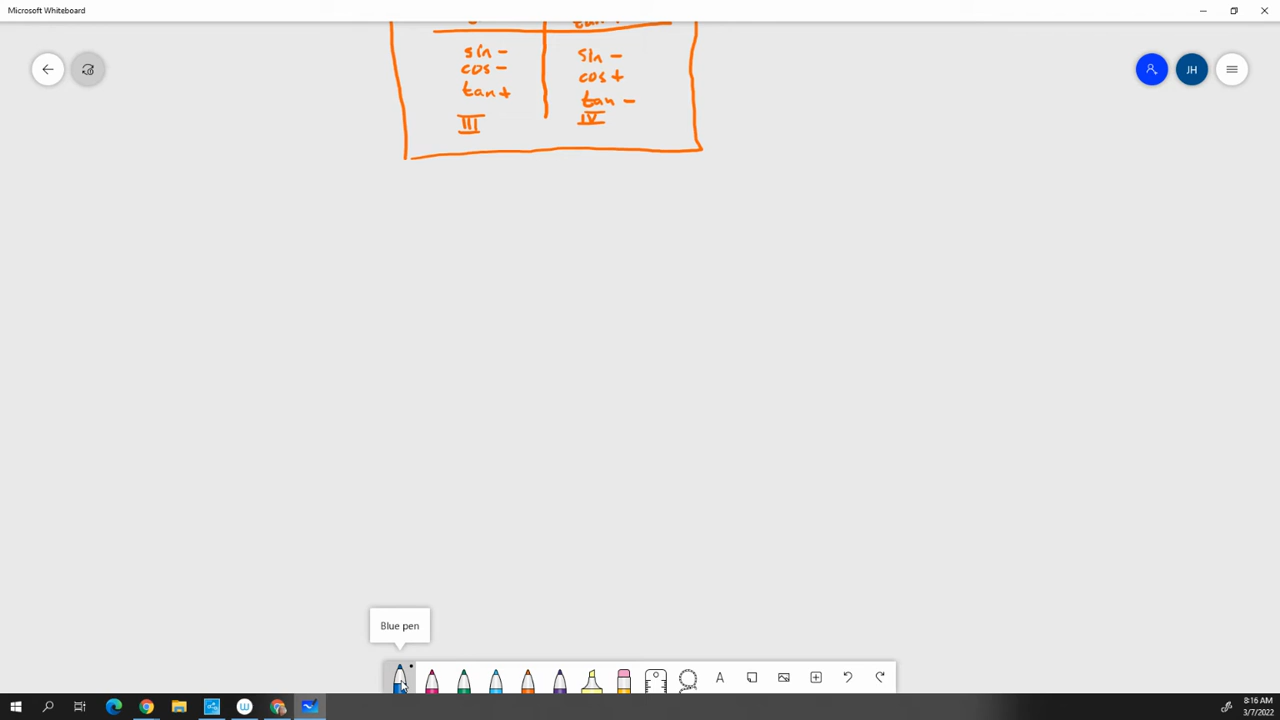 Microsoft Whiteboard
JH
sin -
cos -
tan +
III
sin -
cos +
tan -
IV
Blue pen
A
8:16 AM
3/7/2022